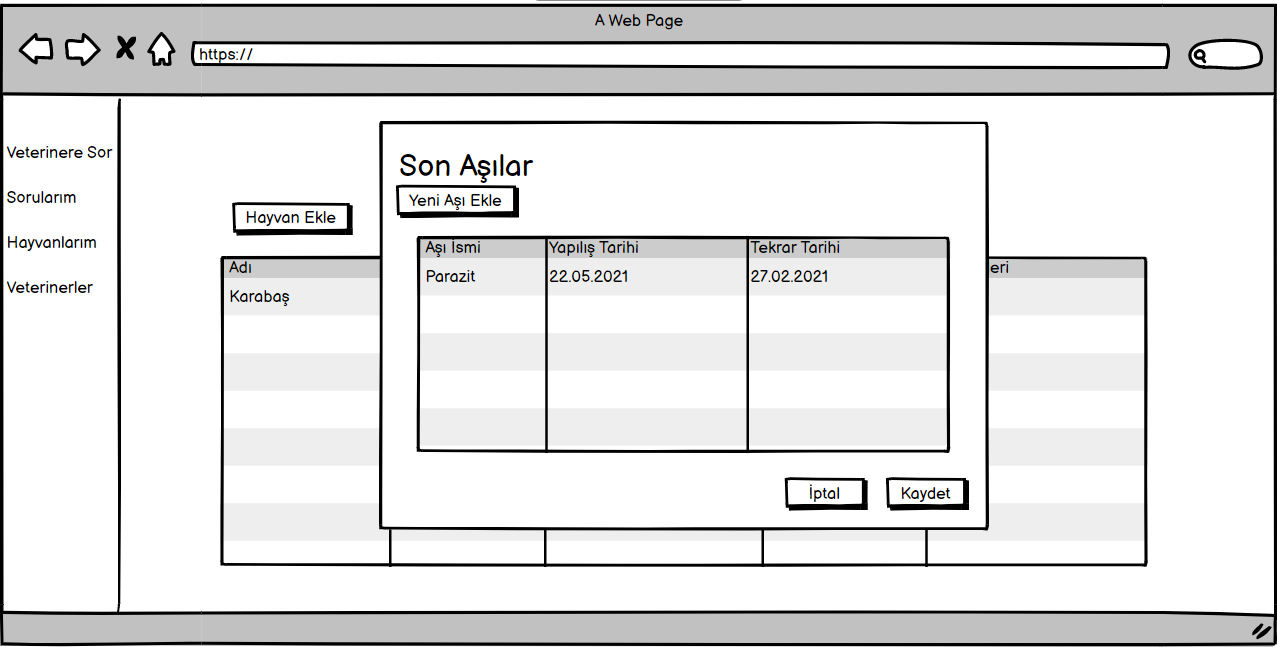 A Web Page
https://
Veterinere Sor
Sorularım
Hayvanlarım
Veterinerler
Hayvan Ekle
Adı
eri
Karabaş
Son Aşılar
Yeni Aşı Ekle
Aşı İsmi Yapılış Tarihi Tekrar Tarihi
Parazit 22.05.2021 27.02.2021
İptal Kaydet